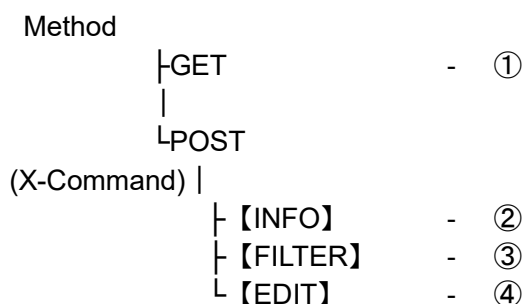 Method
├GET - ①
|
└POST
(X-Command)|
├【INFO】 - ②
├【FILTER】 - ③
└【EDIT】 - ④